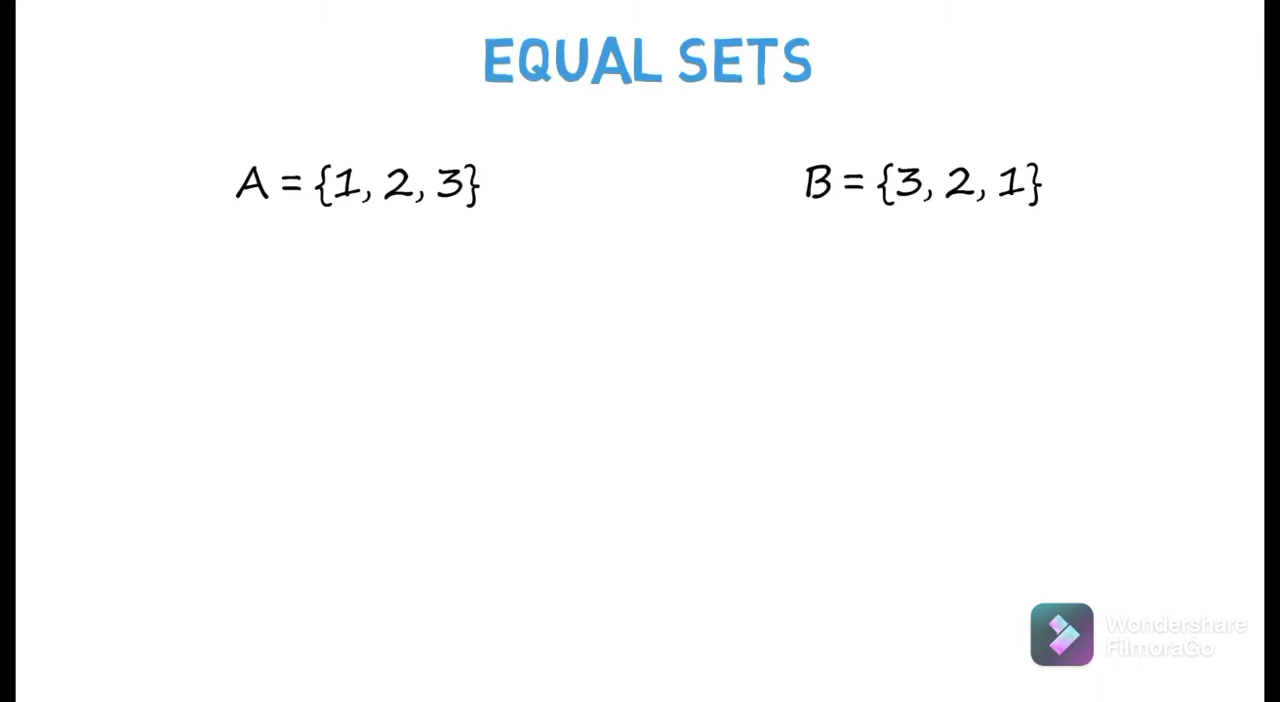 EQUAL SETS
A = {1, 2, 3} B = {3, 2, 1}
Wondershare
FilmoraGo